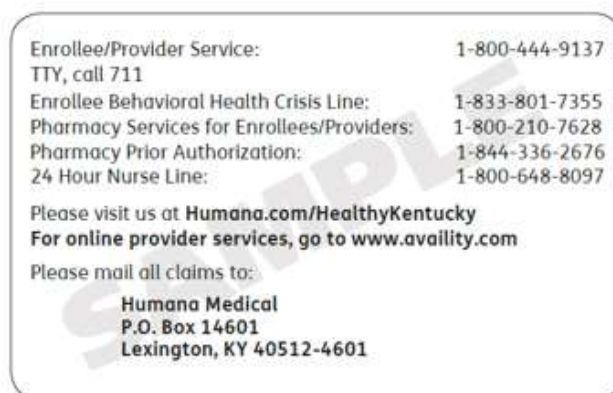 Enrollee/Provider Service: 1-800-444-9137
TTY, call 711
Enrollee Behavioral Health Crisis Line: 1-833-801-7355
Pharmacy Services for Enrollees/Providers: 1-800-210-7628
Pharmacy Prior Authorization: 1-844-336-2676
24 Hour Nurse Line: 1-800-648-8097
Please visit us at Humana.com/HealthyKentucky
For online provider services, go to www.availity.com
Please mail all claims to:
Humana Medical
P.O. Box 14601
Lexington, KY 40512-4601
SAMPLE